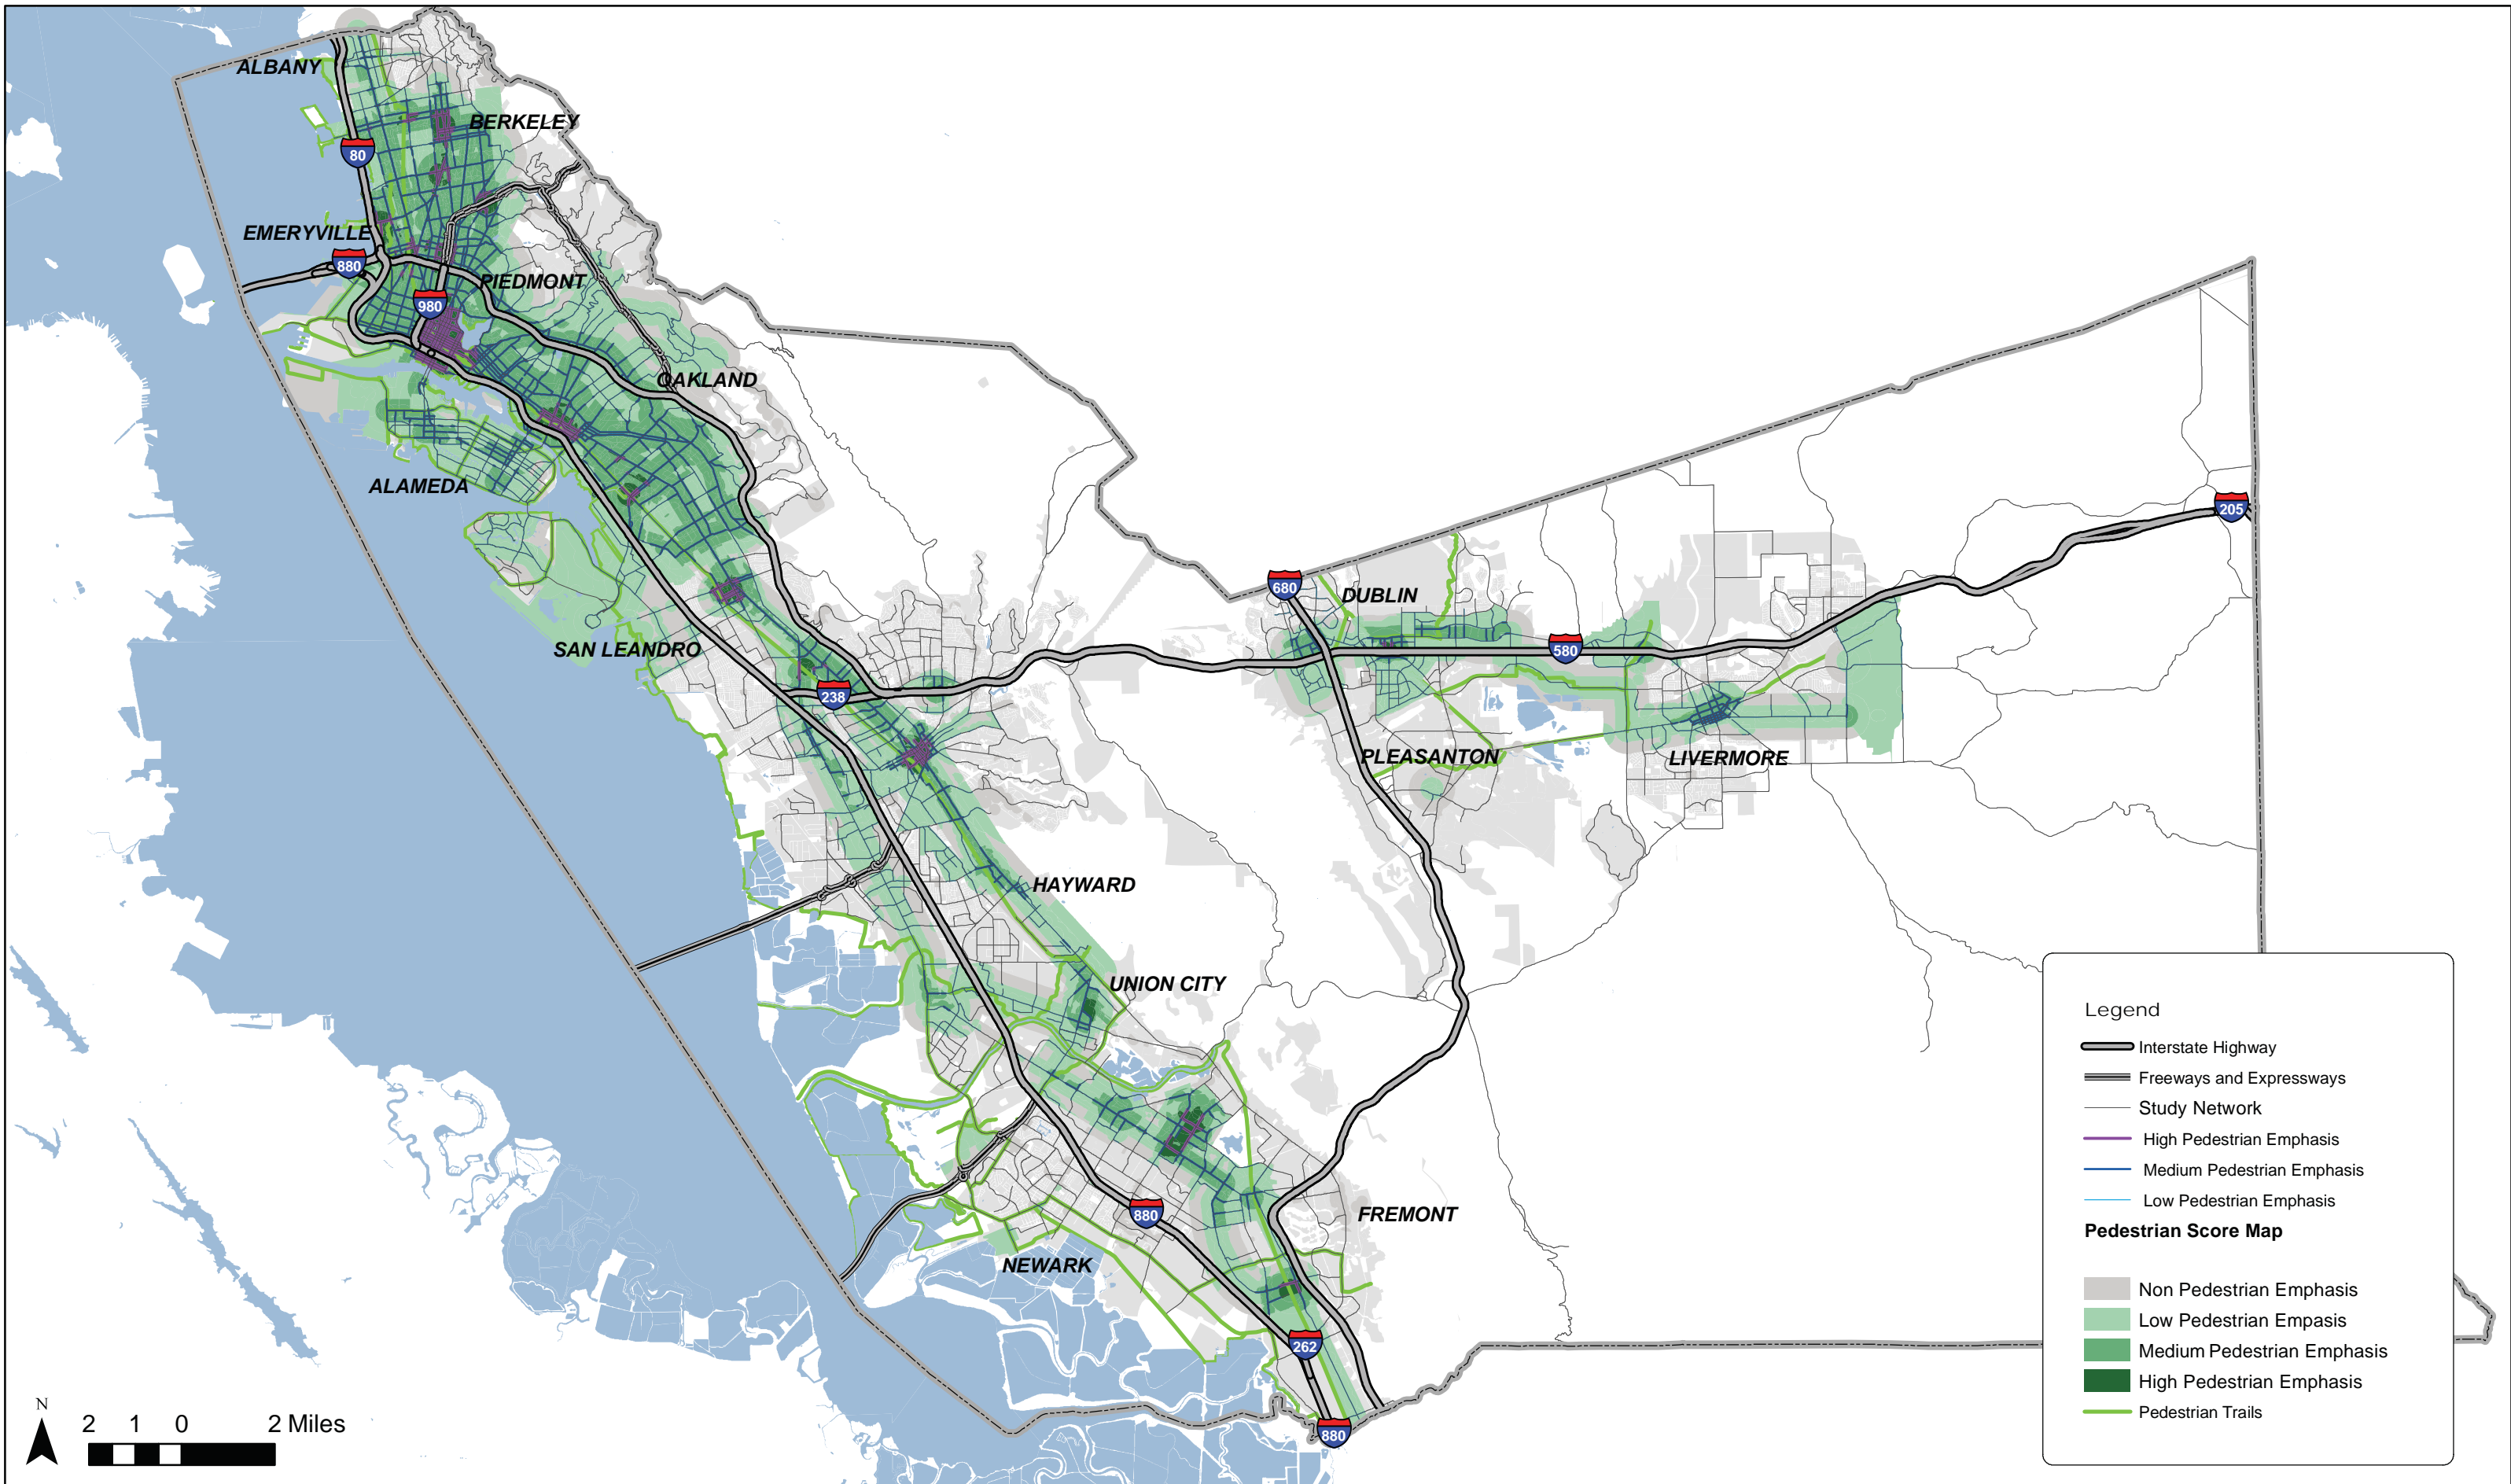 ALBANY
BERKELEY
80
EMERYVILLE
880
PIEDMONT
980
OAKLAND
ALAMEDA
205
680
DUBLIN
SAN LEANDRO
580
238
PLEASANTON
LIVERMORE
HAYWARD
UNION CITY
880
FREMONT
NEWARK
262
880
N
2 1 0 2 Miles
Legend
Interstate Highway
Freeways and Expressways
Study Network
High Pedestrian Emphasis
Medium Pedestrian Emphasis
Low Pedestrian Emphasis
Pedestrian Score Map
Non Pedestrian Emphasis
Low Pedestrian Empasis
Medium Pedestrian Emphasis
High Pedestrian Emphasis
Pedestrian Trails